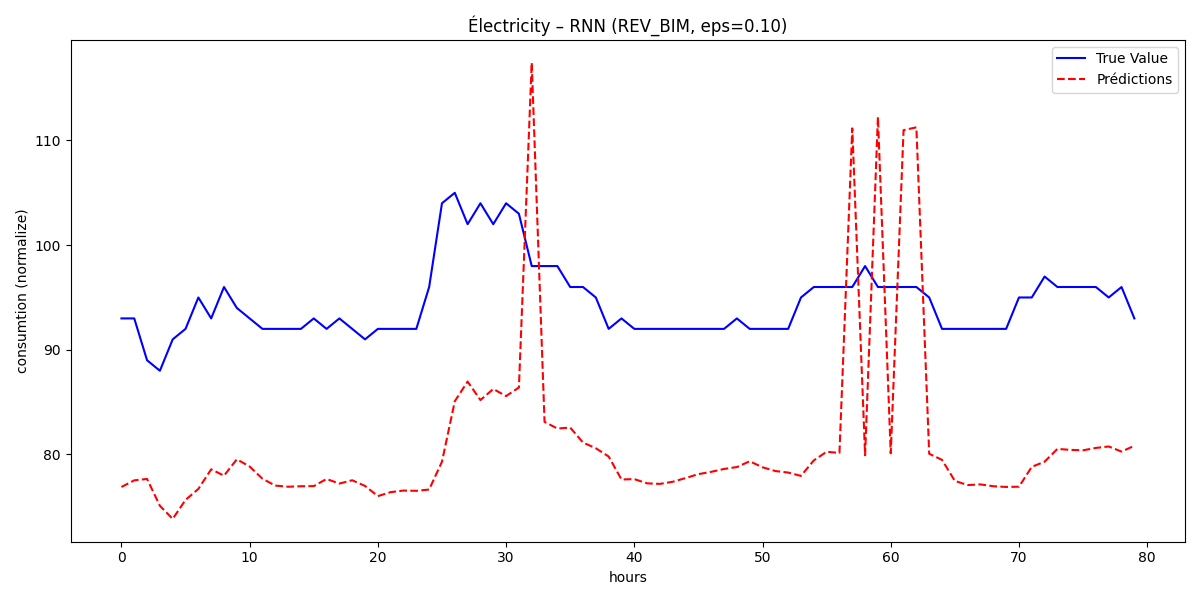 Électricity – RNN (REV_BIM, eps=0.10)
True Value
Prédictions
consumtion (normalize)
110
100
90
80
0 10 20 30 40 50 60 70 80
hours